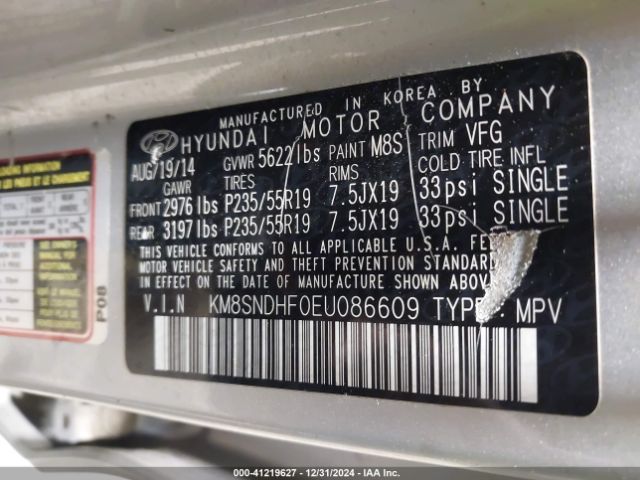 MANUFACTURED IN KOREA BY
HYUNDAI MOTOR COMPANY
AUG/19/14 GVWR 5622lbs PAINT M8S TRIM VFG
GAWR TIRES RIMS COLD TIRE INFL
FRONT 2976 lbs P235/55R19 7.5JX19 33psi SINGLE
REAR 3197 lbs P235/55R19 7.5JX19 33psi SINGLE
THIS VEHICLE CONFORMS TO ALL APPLICABLE U.S.A. FE
MOTOR VEHICLE SAFETY AND THEFT PREVENTION STANDARD
EFFECT ON THE DATE OF MANUFACTURE SHOWN ABOVE.
V.I.N KM8SNDHF0EU086609 TYPE: MPV
P08
000-41219627 - 12/31/2024 - IAA Inc.